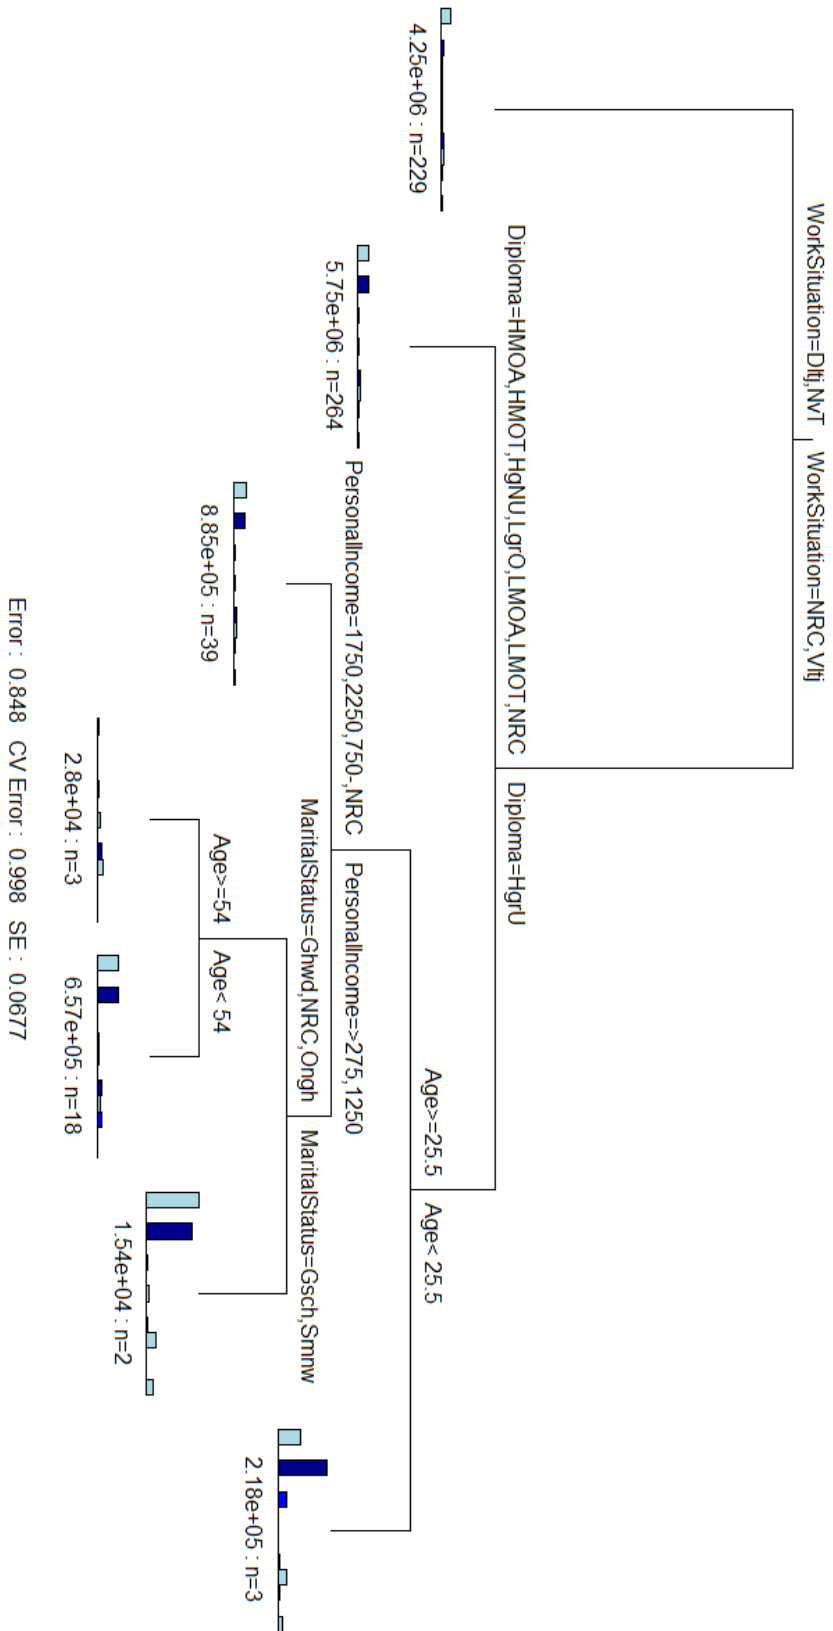 WorkSituation=Dltj,NvT WorkSituation=NRC,Vltj
4.25e+06 : n=229
Diploma=HMOA,HMOT,HgNU,LgrO,LMOA,LMOT,NRC Diploma=HgrU
5.75e+06 : n=264
Age>=25.5 Age< 25.5
PersonalIncome=1750,2250,750-,NRC PersonalIncome=>275,1250
8.85e+05 : n=39
MaritalStatus=Ghwd,NRC,Ongh MaritalStatus=Gsch,Smnw
2.18e+05 : n=3
Age>=54 Age< 54
1.54e+04 : n=2
2.8e+04 : n=3
6.57e+05 : n=18
Error : 0.848 CV Error : 0.998 SE : 0.0677